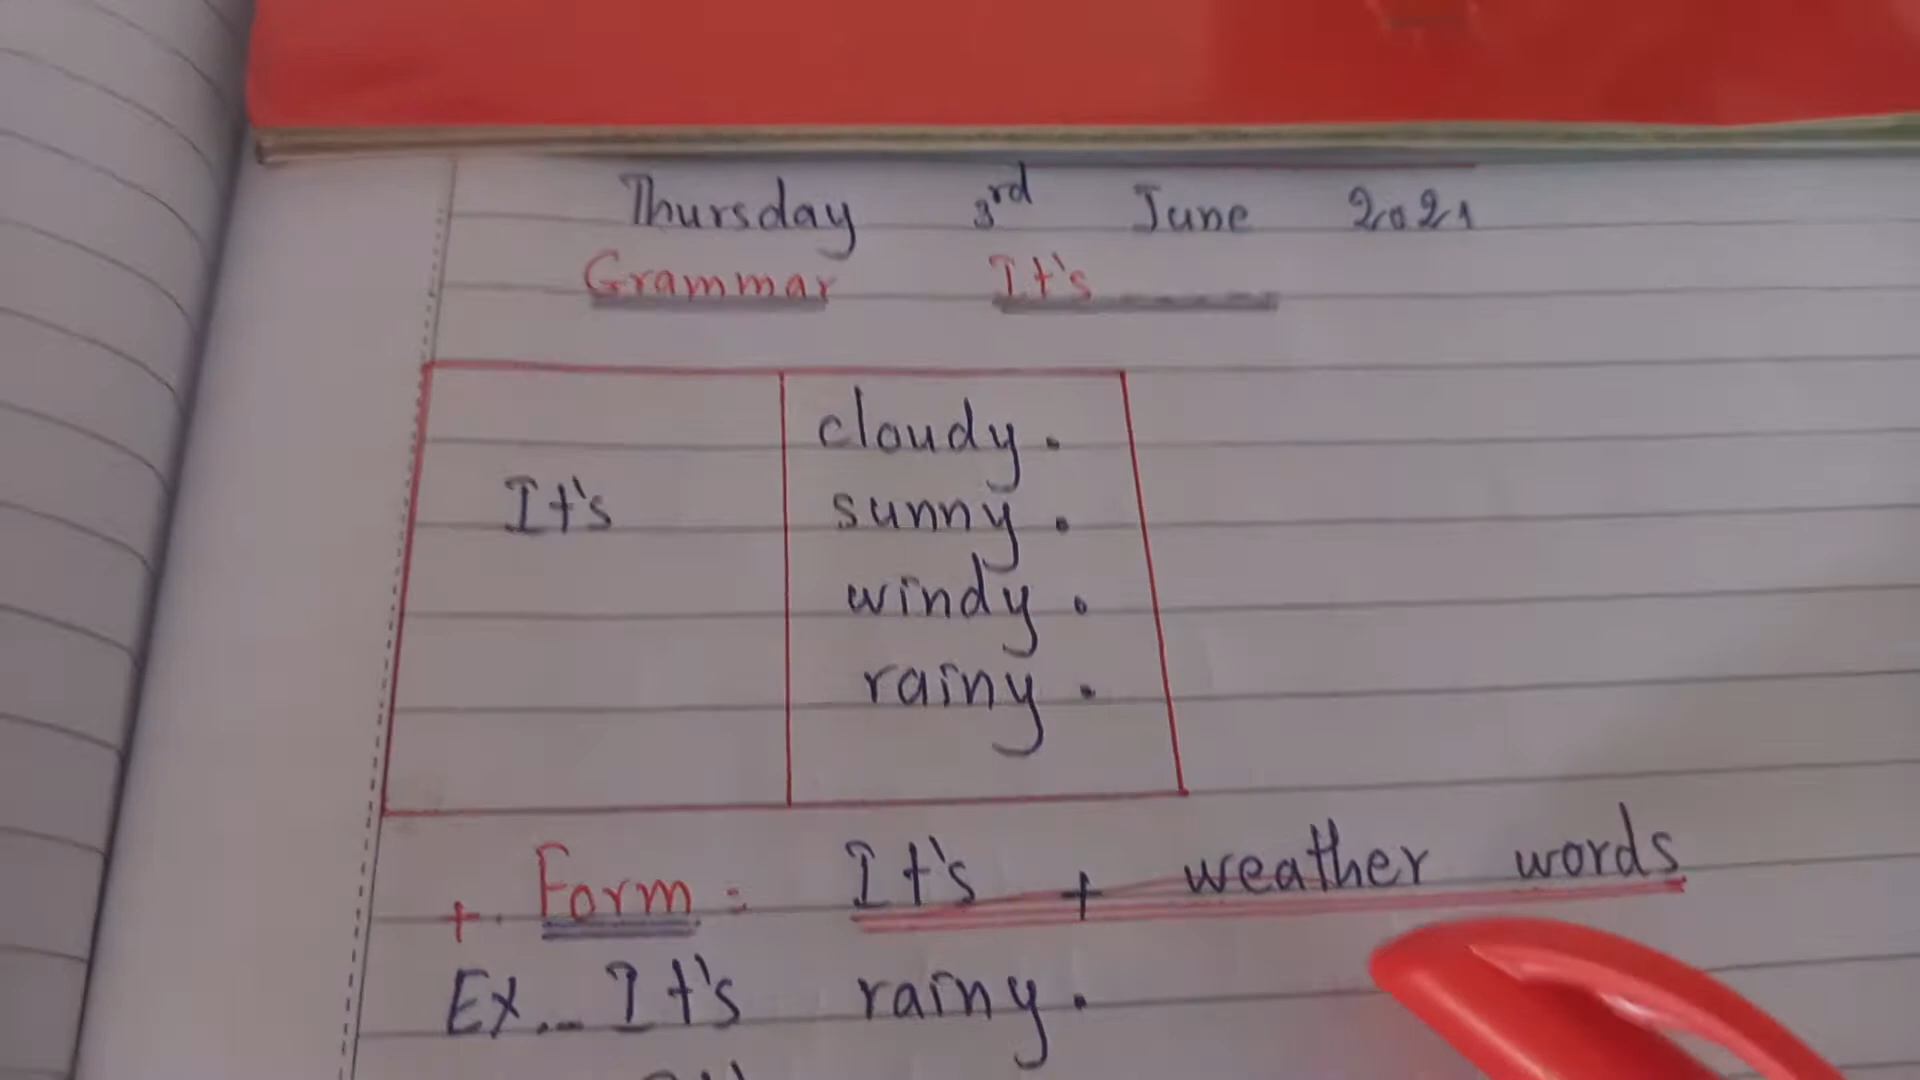 Thursday 3rd June 2021
Grammar It's ........
cloudy.
It's sunny.
windy.
rainy.
+. Form: It's + weather words
Ex... It's rainy.